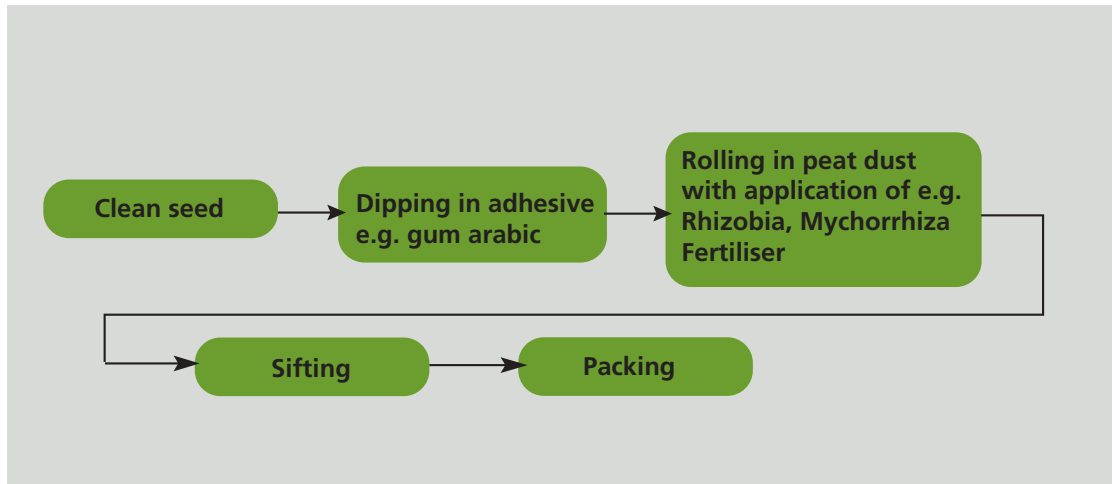 Clean seed
Dipping in adhesive
e.g. gum arabic
Rolling in peat dust
with application of e.g.
Rhizobia, Mychorrhiza
Fertiliser
Sifting
Packing